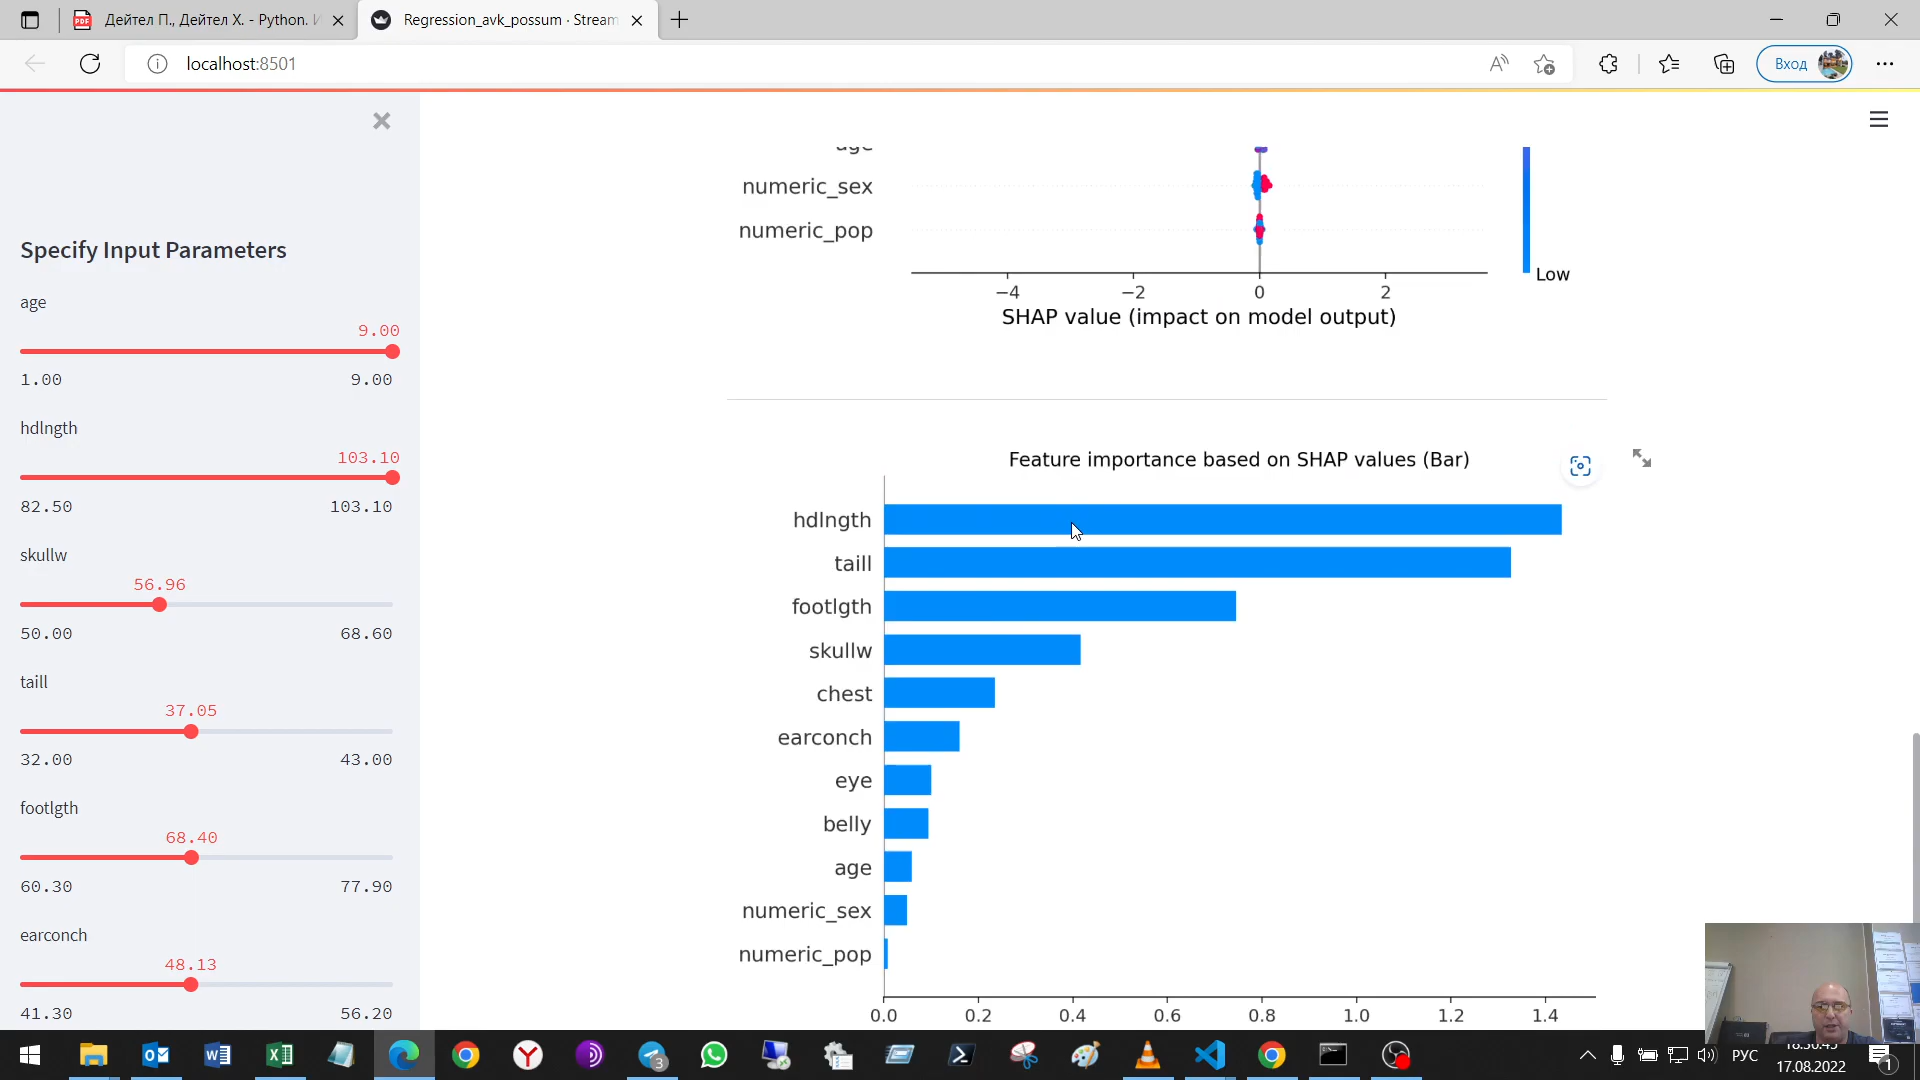 Дейтел П., Дейтел Х. - Python. И
Regression_avk_possum · Stream
localhost:8501
Вход
Specify Input Parameters
age
9.00
1.00 9.00
hdlngth
103.10
82.50 103.10
skullw
56.96
50.00 68.60
taill
37.05
32.00 43.00
footlgth
68.40
60.30 77.90
earconch
48.13
41.30 56.20
age
numeric_sex
numeric_pop
Low
−4 −2 0 2
SHAP value (impact on model output)
Feature importance based on SHAP values (Bar)
hdlngth
taill
footlgth
skullw
chest
earconch
eye
belly
age
numeric_sex
numeric_pop
0.0 0.2 0.4 0.6 0.8 1.0 1.2 1.4
3
РУС
17.08.2022
1